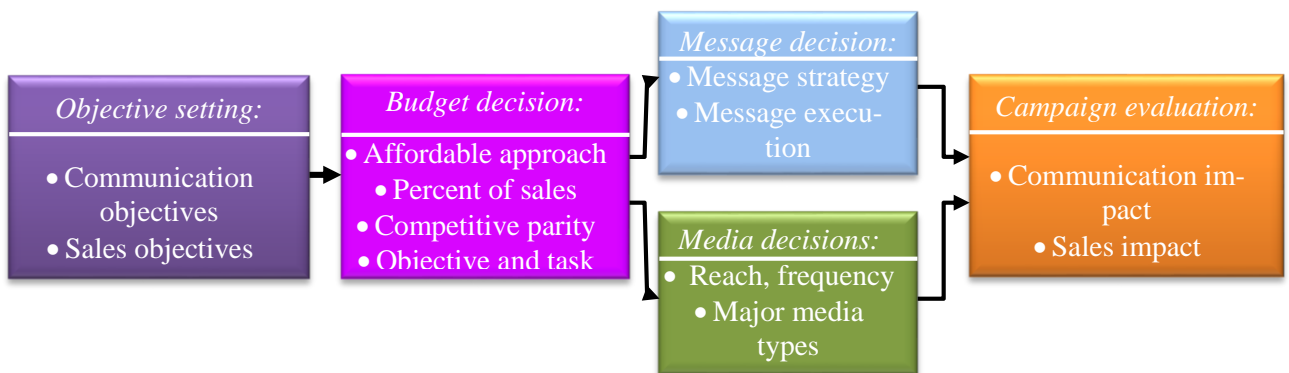 Objective setting:
• Communication
objectives
• Sales objectives
Budget decision:
• Affordable approach
• Percent of sales
• Competitive parity
• Objective and task
Message decision:
• Message strategy
• Message execu-
tion
Media decisions:
• Reach, frequency
• Major media
types
Campaign evaluation:
• Communication im-
pact
• Sales impact